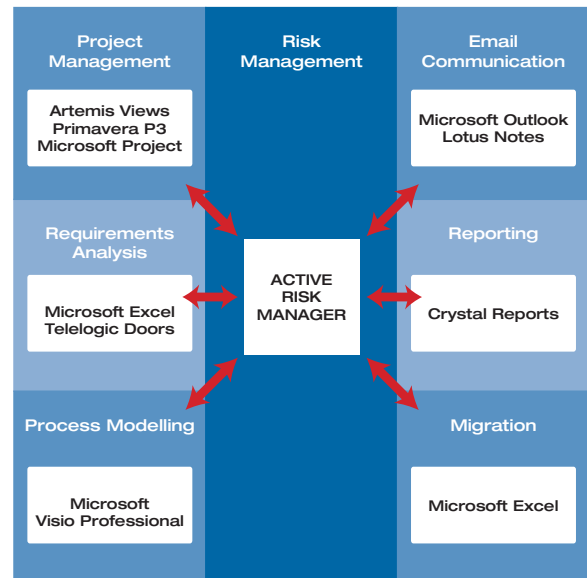 Project
Management
Risk
Management
Email
Communication
Artemis Views
Primavera P3
Microsoft Project
Microsoft Outlook
Lotus Notes
Requirements
Analysis
Reporting
ACTIVE
RISK
MANAGER
Microsoft Excel
Telelogic Doors
Crystal Reports
Process Modelling
Migration
Microsoft
Visio Professional
Microsoft Excel